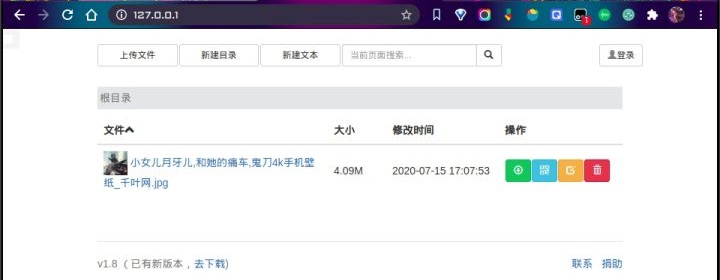 127.0.0.1
上传文件 新建目录 新建文本 当前页面搜索... 登录
根目录
文件 大小 修改时间 操作
小女儿月牙儿,和她的痛车,鬼刀4k手机壁
纸_千叶网.jpg 4.09M 2020-07-15 17:07:53
v1.8 （已有新版本，去下载) 联系 捐助